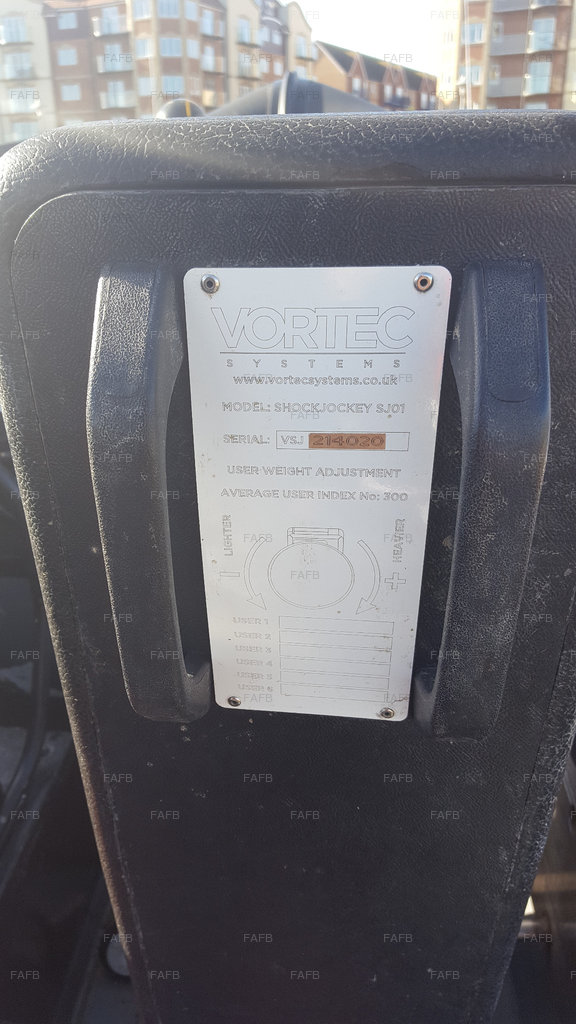 VORTEC
SYSTEMS
www.vortecsystems.co.uk
MODEL: SHOCKJOCKEY SJ01
SERIAL: VSJ 214020
USER WEIGHT ADJUSTMENT
AVERAGE USER INDEX No: 300
LIGHTER
-
HEAVIER
+
USER 1
USER 2
USER 3
USER 4
USER 5
USER 6
FAFB